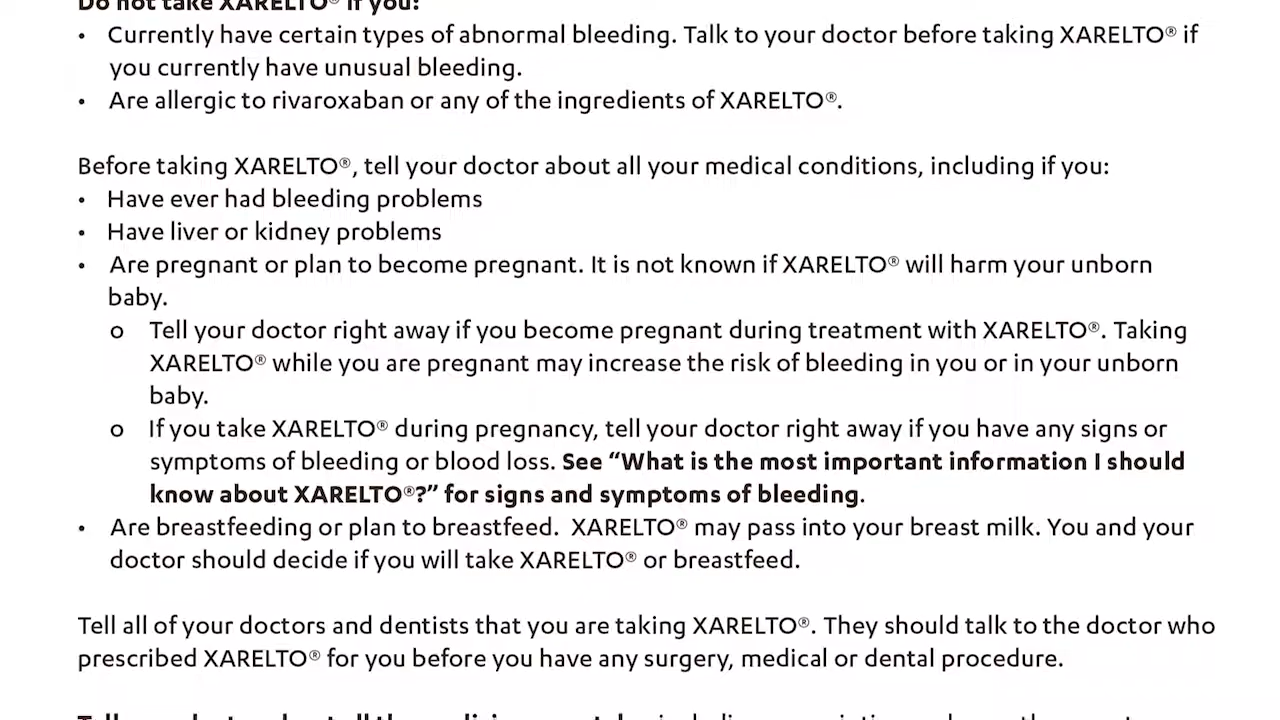 Do not take XARELTO® if you:
• Currently have certain types of abnormal bleeding. Talk to your doctor before taking XARELTO® if
you currently have unusual bleeding.
• Are allergic to rivaroxaban or any of the ingredients of XARELTO®.
Before taking XARELTO®, tell your doctor about all your medical conditions, including if you:
• Have ever had bleeding problems
• Have liver or kidney problems
• Are pregnant or plan to become pregnant. It is not known if XARELTO® will harm your unborn
baby.
o Tell your doctor right away if you become pregnant during treatment with XARELTO®. Taking
XARELTO® while you are pregnant may increase the risk of bleeding in you or in your unborn
baby.
o If you take XARELTO® during pregnancy, tell your doctor right away if you have any signs or
symptoms of bleeding or blood loss. See “What is the most important information I should
know about XARELTO®?” for signs and symptoms of bleeding.
• Are breastfeeding or plan to breastfeed.  XARELTO® may pass into your breast milk. You and your
doctor should decide if you will take XARELTO® or breastfeed.
Tell all of your doctors and dentists that you are taking XARELTO®. They should talk to the doctor who
prescribed XARELTO® for you before you have any surgery, medical or dental procedure.